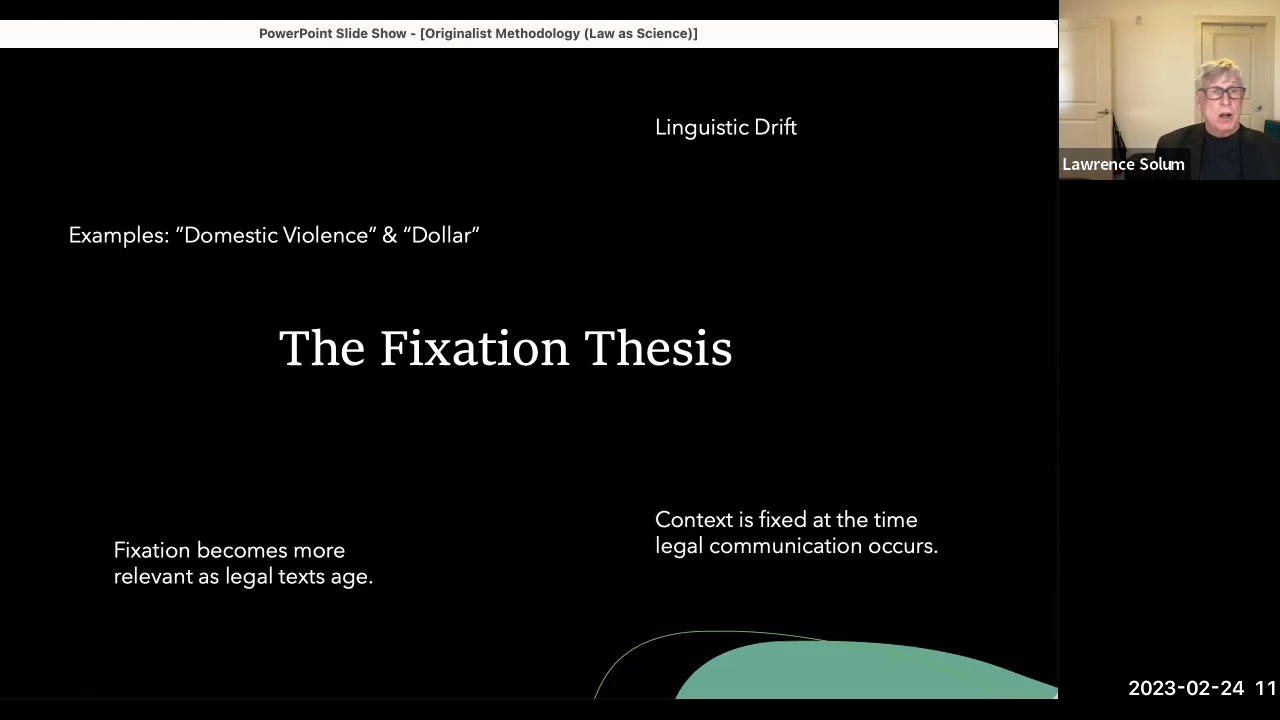 PowerPoint Slide Show - [Originalist Methodology (Law as Science)]
Linguistic Drift
Lawrence Solum
Examples: “Domestic Violence” & “Dollar”
The Fixation Thesis
Context is fixed at the time
legal communication occurs.
Fixation becomes more
relevant as legal texts age.
2023-02-24 11